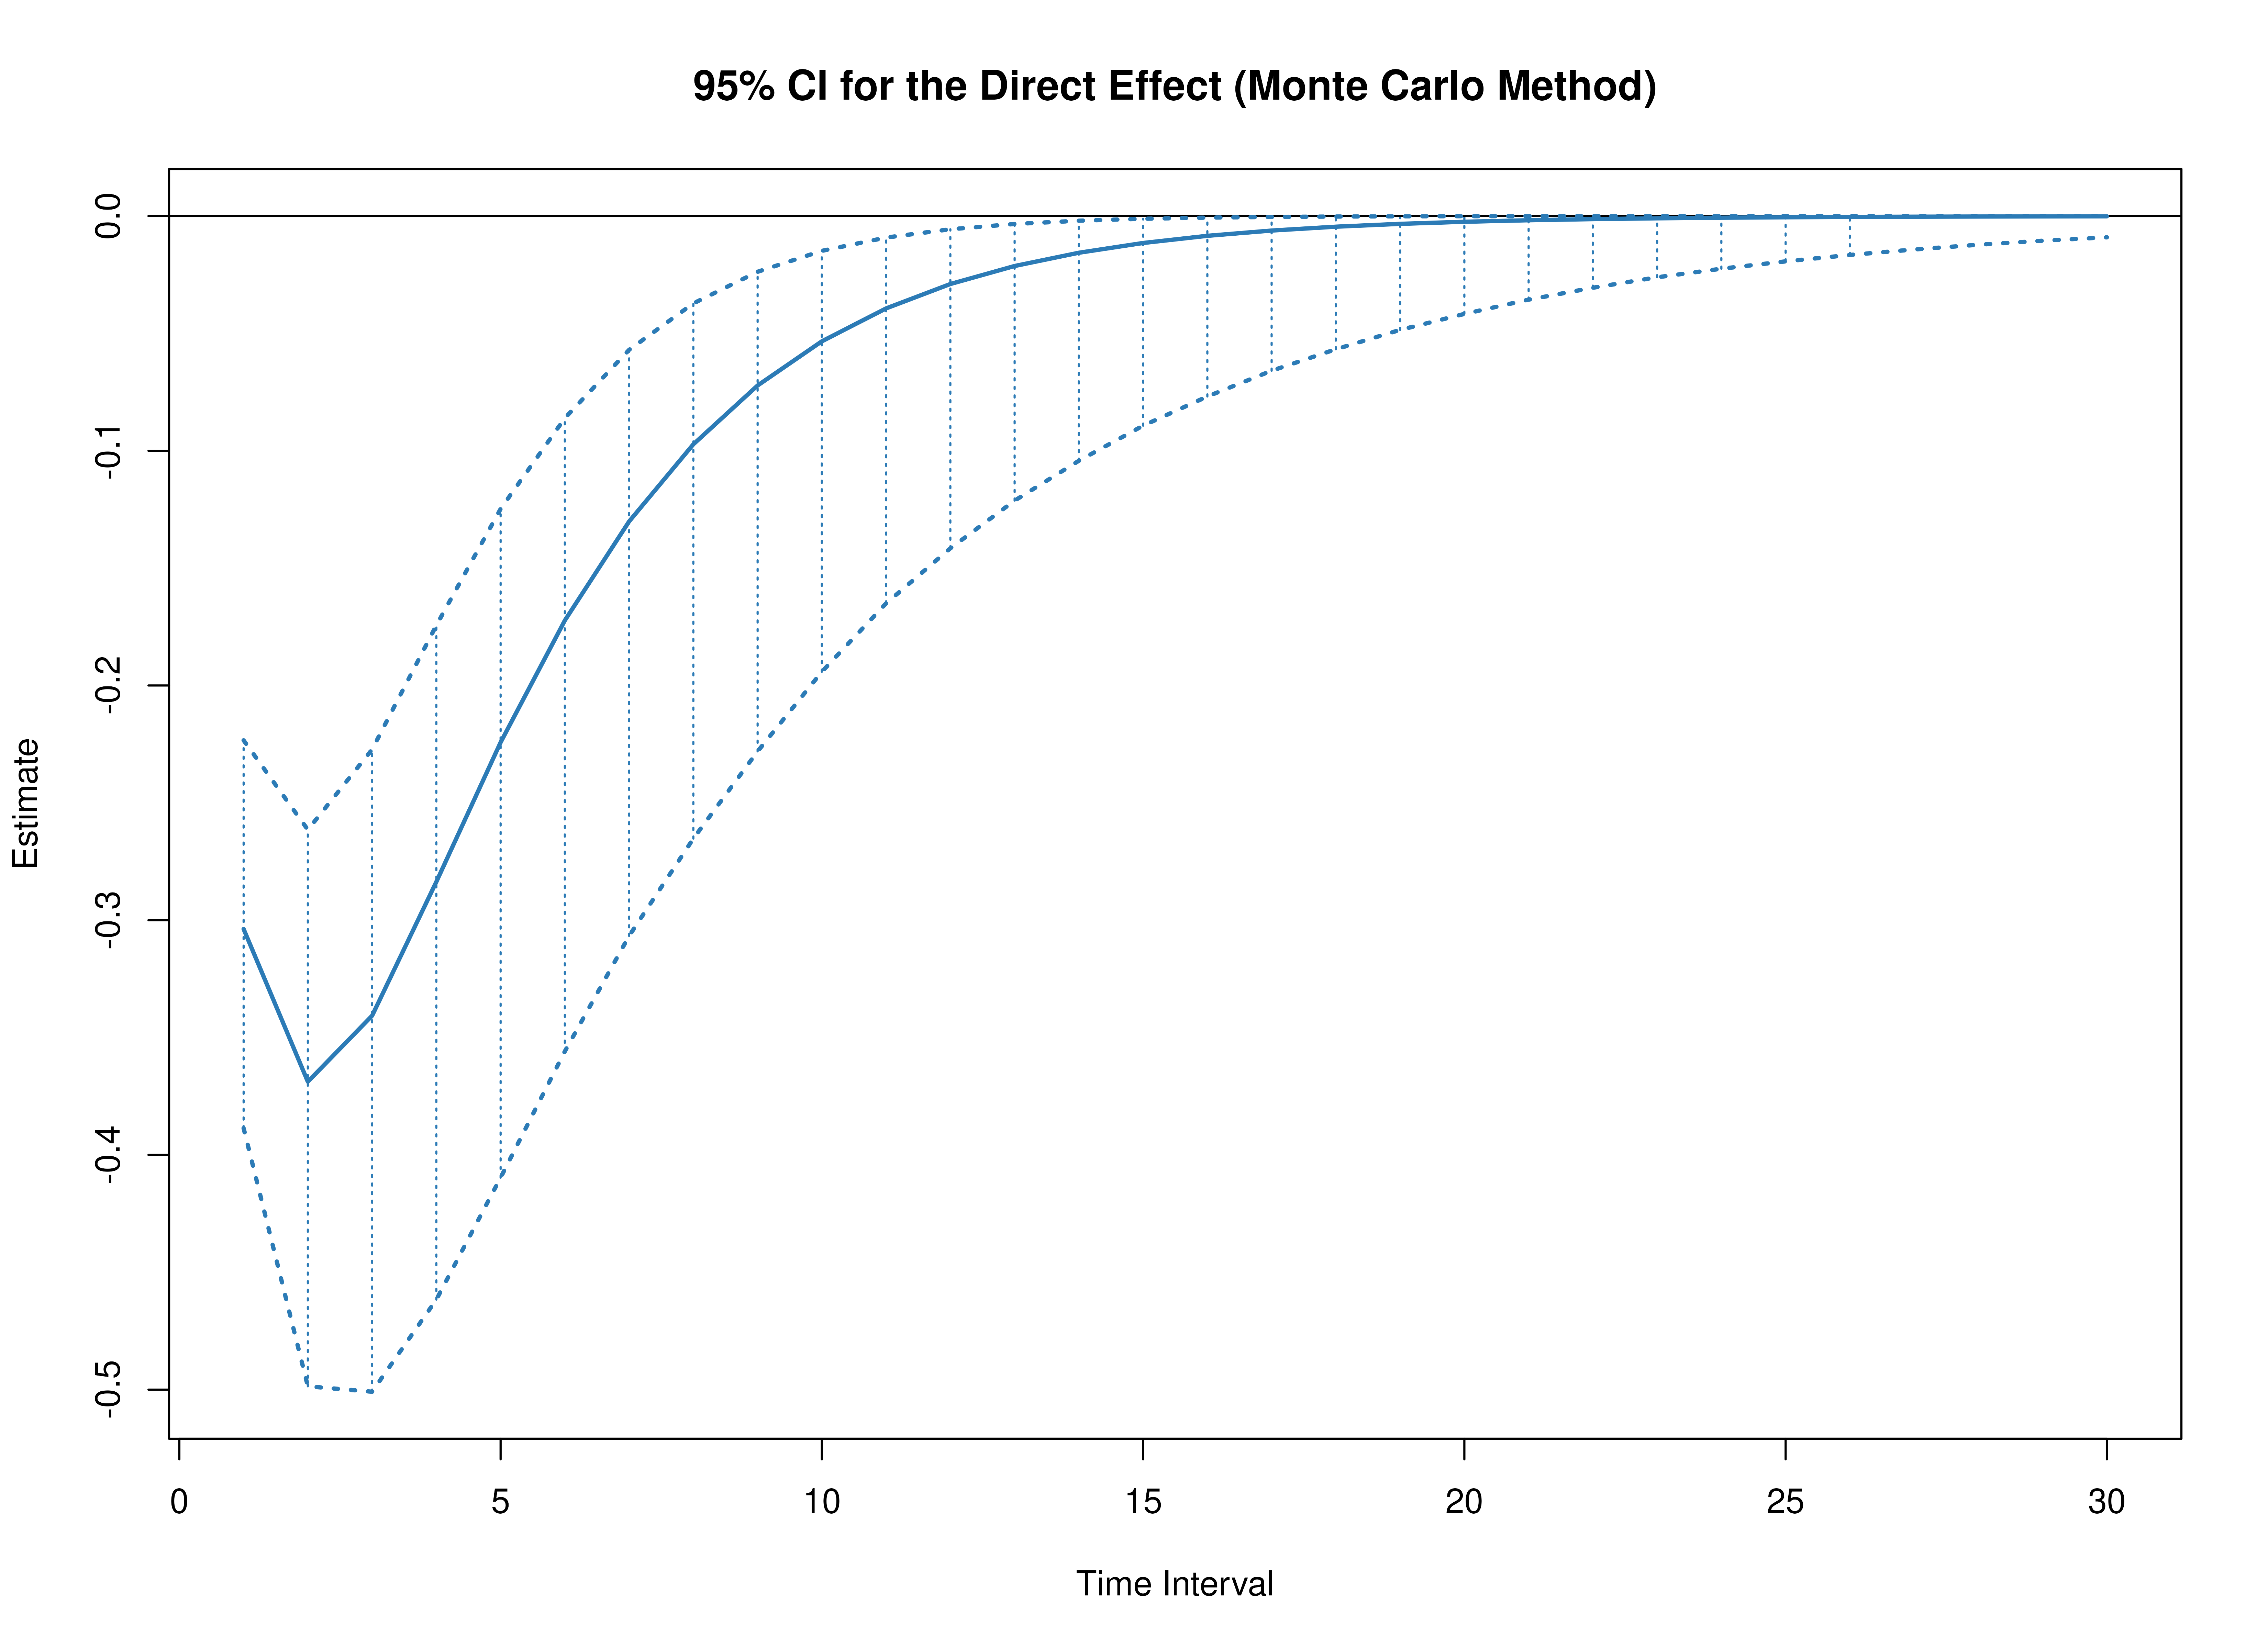 95% CI for the Direct Effect (Monte Carlo Method)
0.0
-0.1
-0.2
-0.3
-0.4
-0.5
Estimate
0 5 10 15 20 25 30
Time Interval